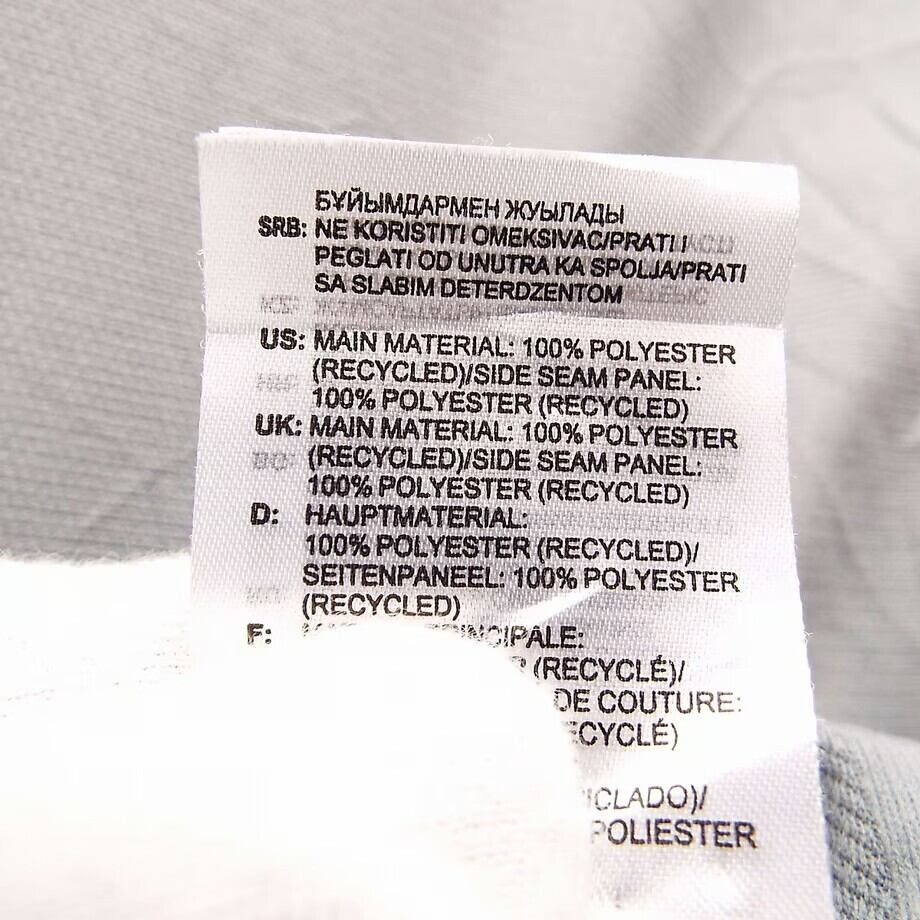 БҰЙЫМДАРМЕН ЖУЫЛАДЫ
SRB: NE KORISTITI OMEKSIVAC/PRATI I
PEGLATI OD UNUTRA KA SPOLJA/PRATI
SA SLABIM DETERDZENTOM
US: MAIN MATERIAL: 100% POLYESTER
(RECYCLED)/SIDE SEAM PANEL:
100% POLYESTER (RECYCLED)
UK: MAIN MATERIAL: 100% POLYESTER
(RECYCLED)/SIDE SEAM PANEL:
100% POLYESTER (RECYCLED)
D: HAUPTMATERIAL:
100% POLYESTER (RECYCLED)/
SEITENPANEEL: 100% POLYESTER
(RECYCLED)
F:
(RECYCLÉ)/
DE COUTURE:
POLIESTER